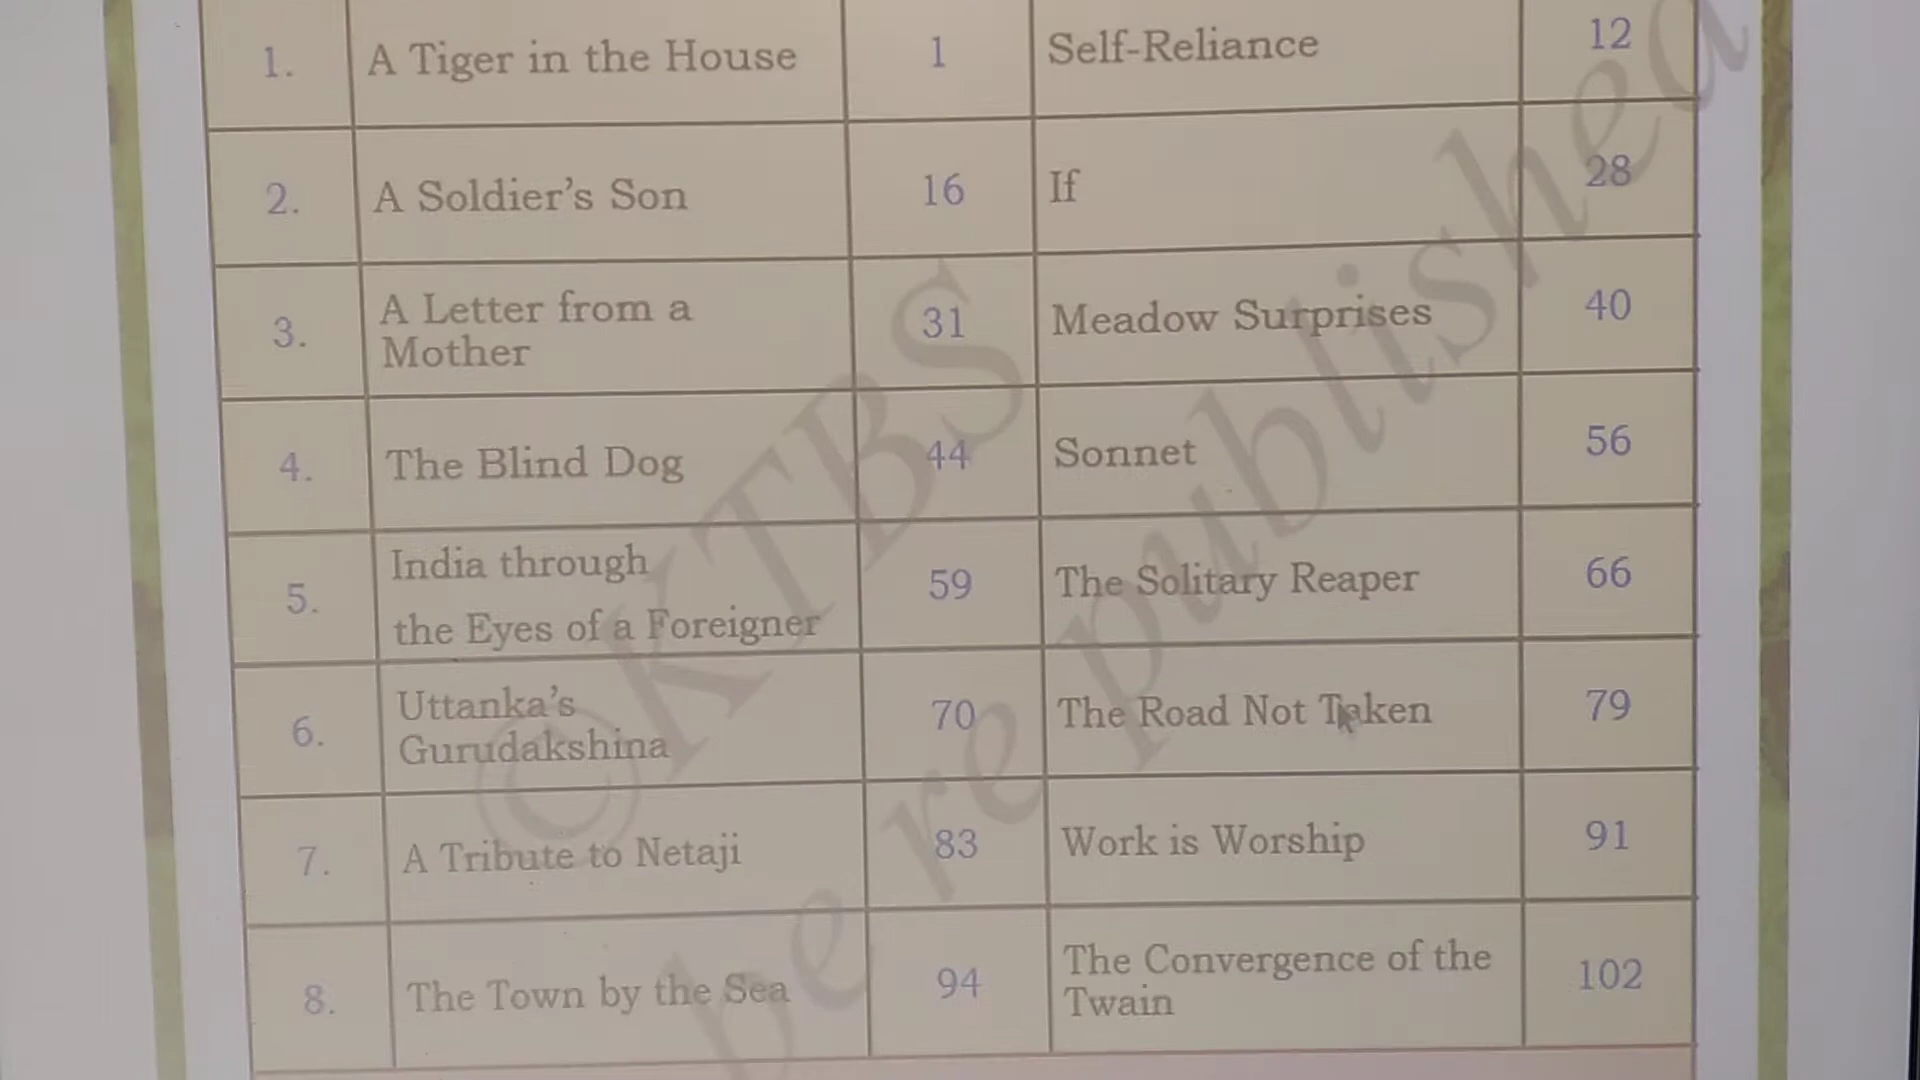 1. A Tiger in the House 1 Self-Reliance 12
2. A Soldier's Son 16 If 28
3. A Letter from a
Mother 31 Meadow Surprises 40
4. The Blind Dog 44 Sonnet 56
5. India through
the Eyes of a Foreigner 59 The Solitary Reaper 66
6. Uttanka's
Gurudakshina 70 The Road Not Taken 79
7. A Tribute to Netaji 83 Work is Worship 91
8. The Town by the Sea 94 The Convergence of the
Twain 102
©KTBS
be republished